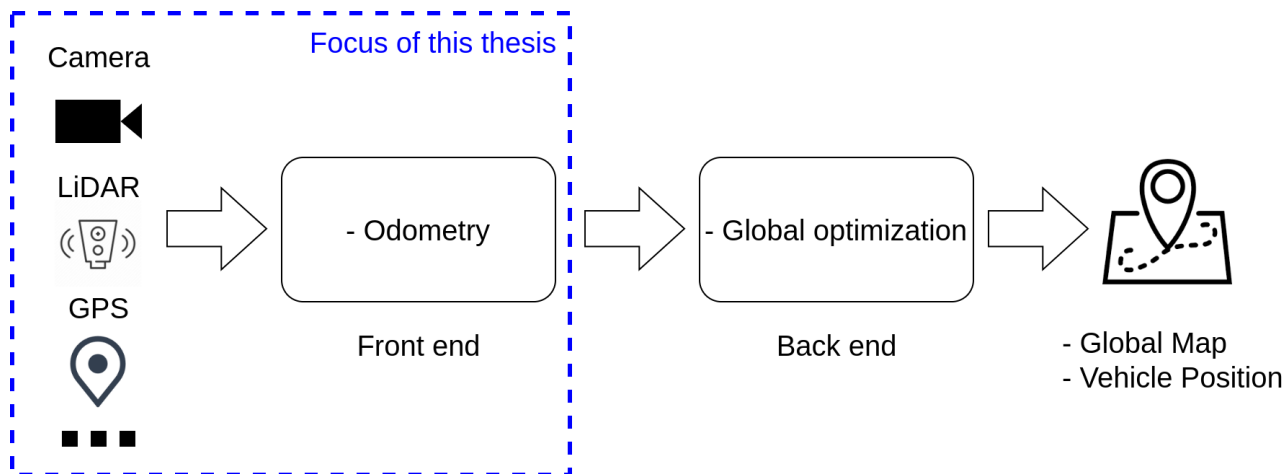 Focus of this thesis
Camera
LiDAR
GPS
- Odometry
Front end
- Global optimization
Back end
- Global Map
- Vehicle Position